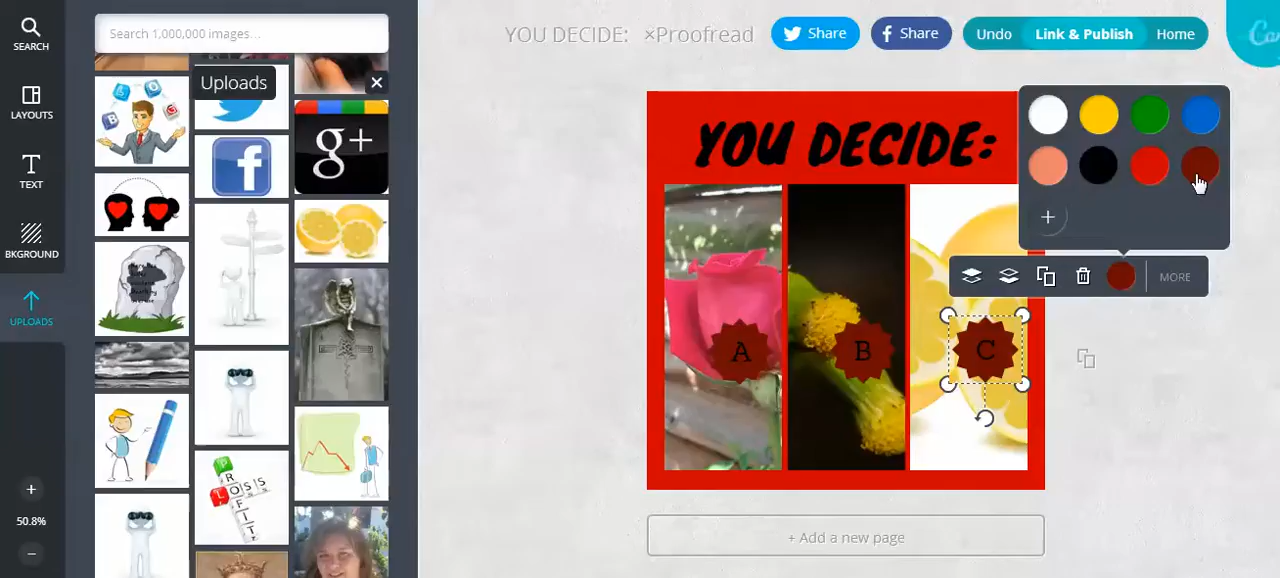 SEARCH
LAYOUTS
TEXT
BKGROUND
UPLOADS
+
50.8%
−
Search 1,000,000 images...
Uploads
f
g+
P
R
LOSS
F
I
T
YOU DECIDE: ×Proofread
Share
Share
Undo Link & Publish Home
YOU DECIDE:
A B C
+
MORE
+ Add a new page